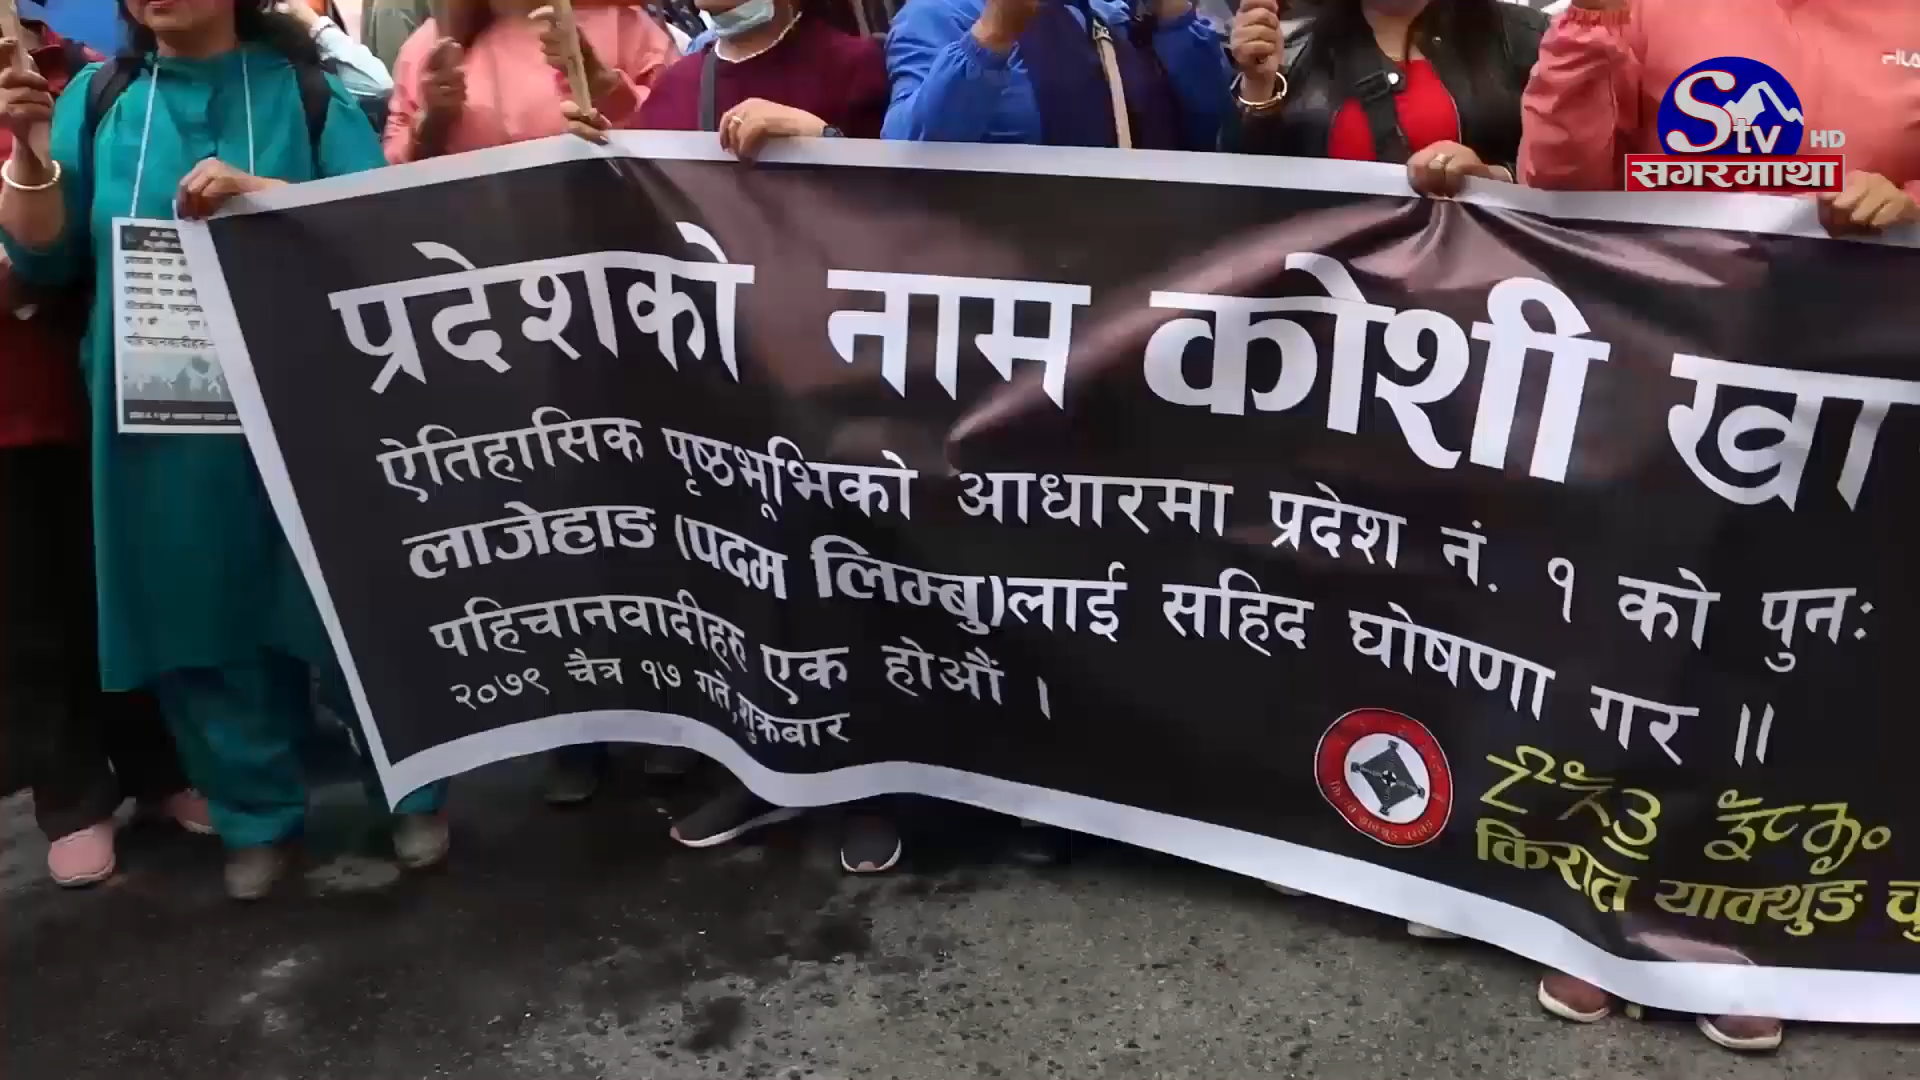 STV HD
सगरमाथा
FILA
प्रदेशको नाम कोशी खा
ऐतिहासिक पृष्ठभूमिको आधारमा प्रदेश नं. १ को पुनः
लाजेहाङ (पदम लिम्बु)लाई सहिद घोषणा गर ॥
पहिचानवादीहरु एक होऔं ।
२०७९ चैत्र १७ गते,शुक्रबार
किरात याक्थुङ चु